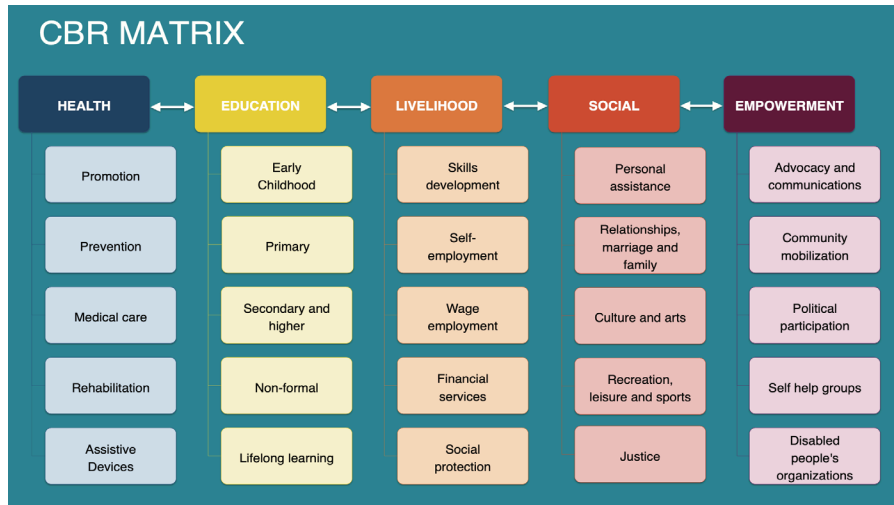 CBR MATRIX
HEALTH
EDUCATION
LIVELIHOOD
SOCIAL
EMPOWERMENT
Promotion
Prevention
Medical care
Rehabilitation
Assistive
Devices
Early
Childhood
Primary
Secondary and
higher
Non-formal
Lifelong learning
Skills
development
Self-
employment
Wage
employment
Financial
services
Social
protection
Personal
assistance
Relationships,
marriage and
family
Culture and arts
Recreation,
leisure and sports
Justice
Advocacy and
communications
Community
mobilization
Political
participation
Self help groups
Disabled
people's
organizations